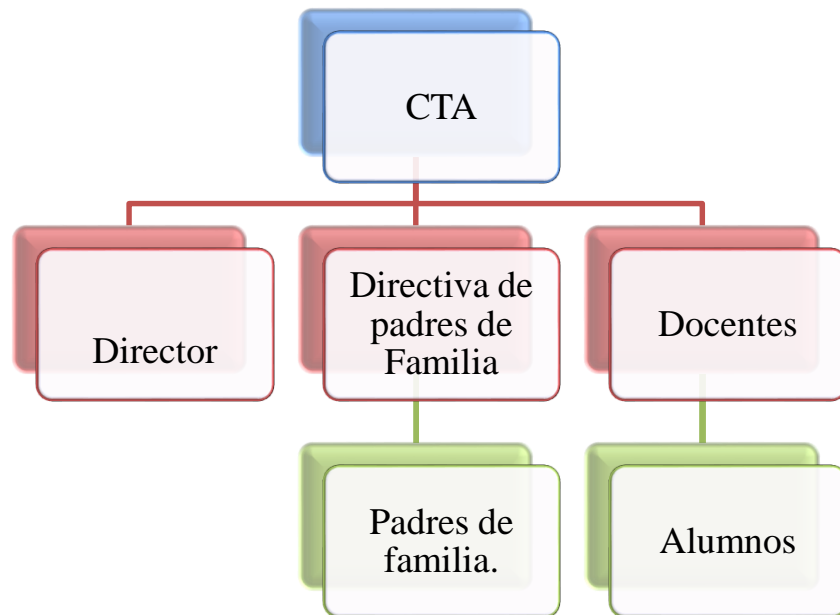 CTA
Director
Directiva de
padres de
Familia
Docentes
Padres de
familia.
Alumnos